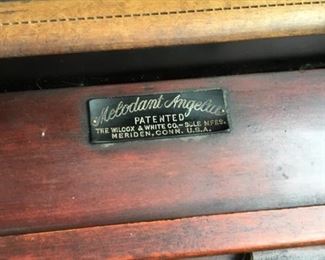 Melodant Angelus
PATENTED
THE WILCOX & WHITE CO.–SOLE MFRS.
MERIDEN, CONN. U.S.A.